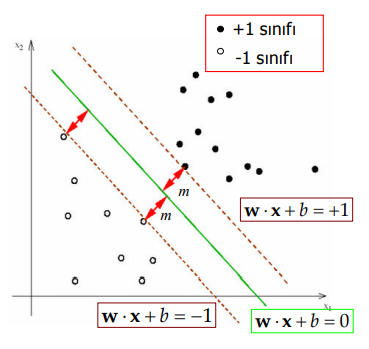 +1 sınıfı
-1 sınıfı
x₂
m
m
w · x + b = +1
x₁
w · x + b = −1
w · x + b = 0